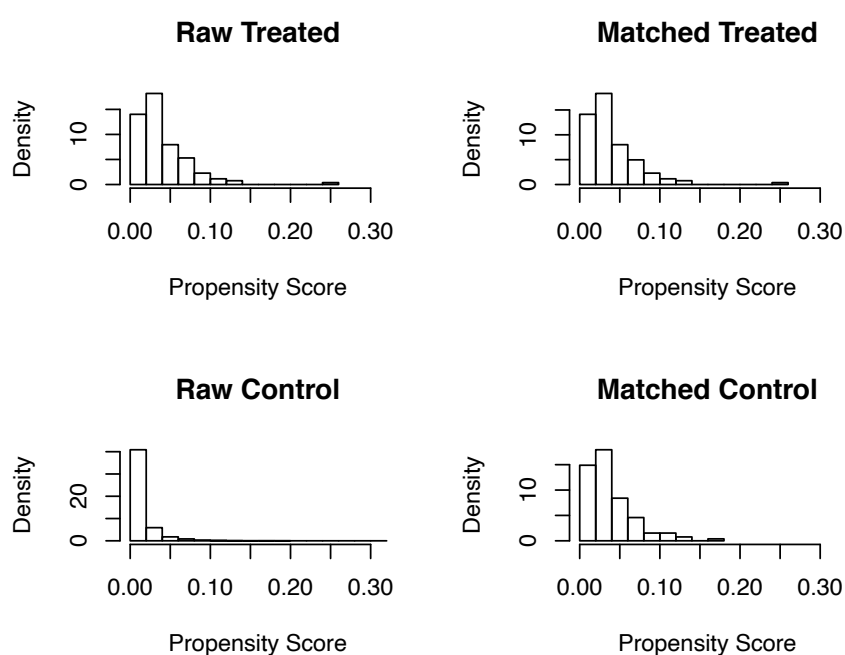 Raw Treated
Density
0 10
0.00 0.10 0.20 0.30
Propensity Score
Matched Treated
Density
0 10
0.00 0.10 0.20 0.30
Propensity Score
Raw Control
Density
0 20
0.00 0.10 0.20 0.30
Propensity Score
Matched Control
Density
0 10
0.00 0.10 0.20 0.30
Propensity Score